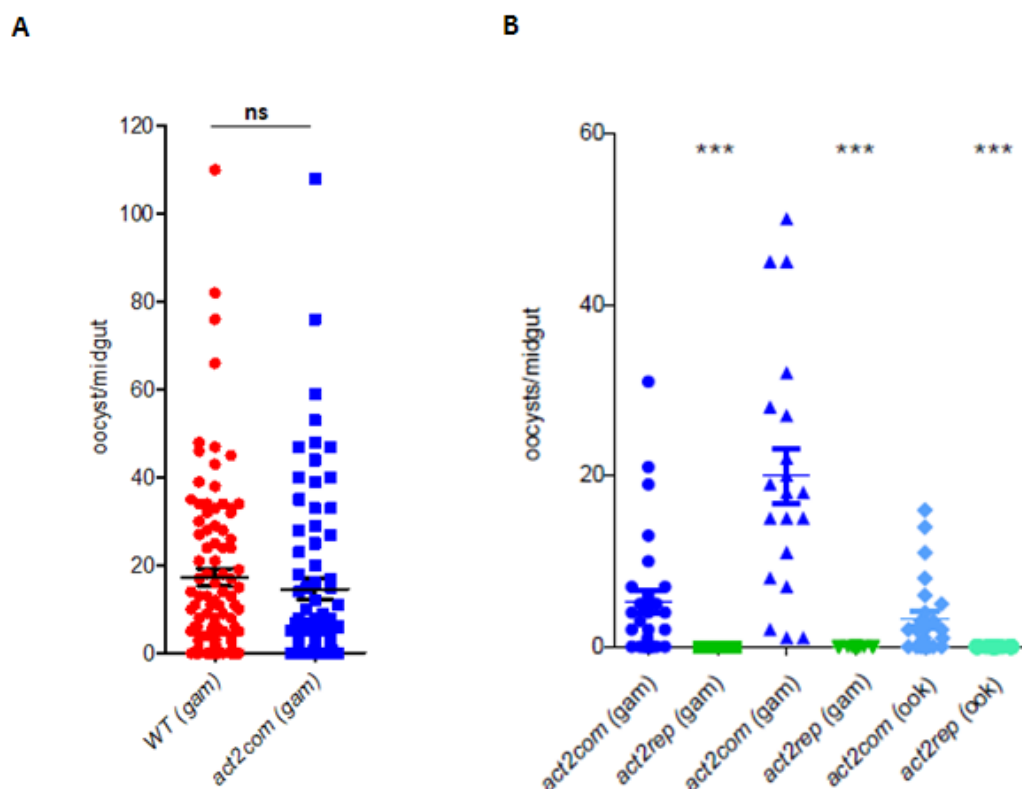 A
B
ns
120
100
80
60
40
20
0
oocyst/midgut
WT (gam)
act2com (gam)
60
40
20
0
oocysts/midgut
***
***
***
act2com (gam)
act2rep (gam)
act2com (gam)
act2rep (gam)
act2com (ook)
act2rep (ook)